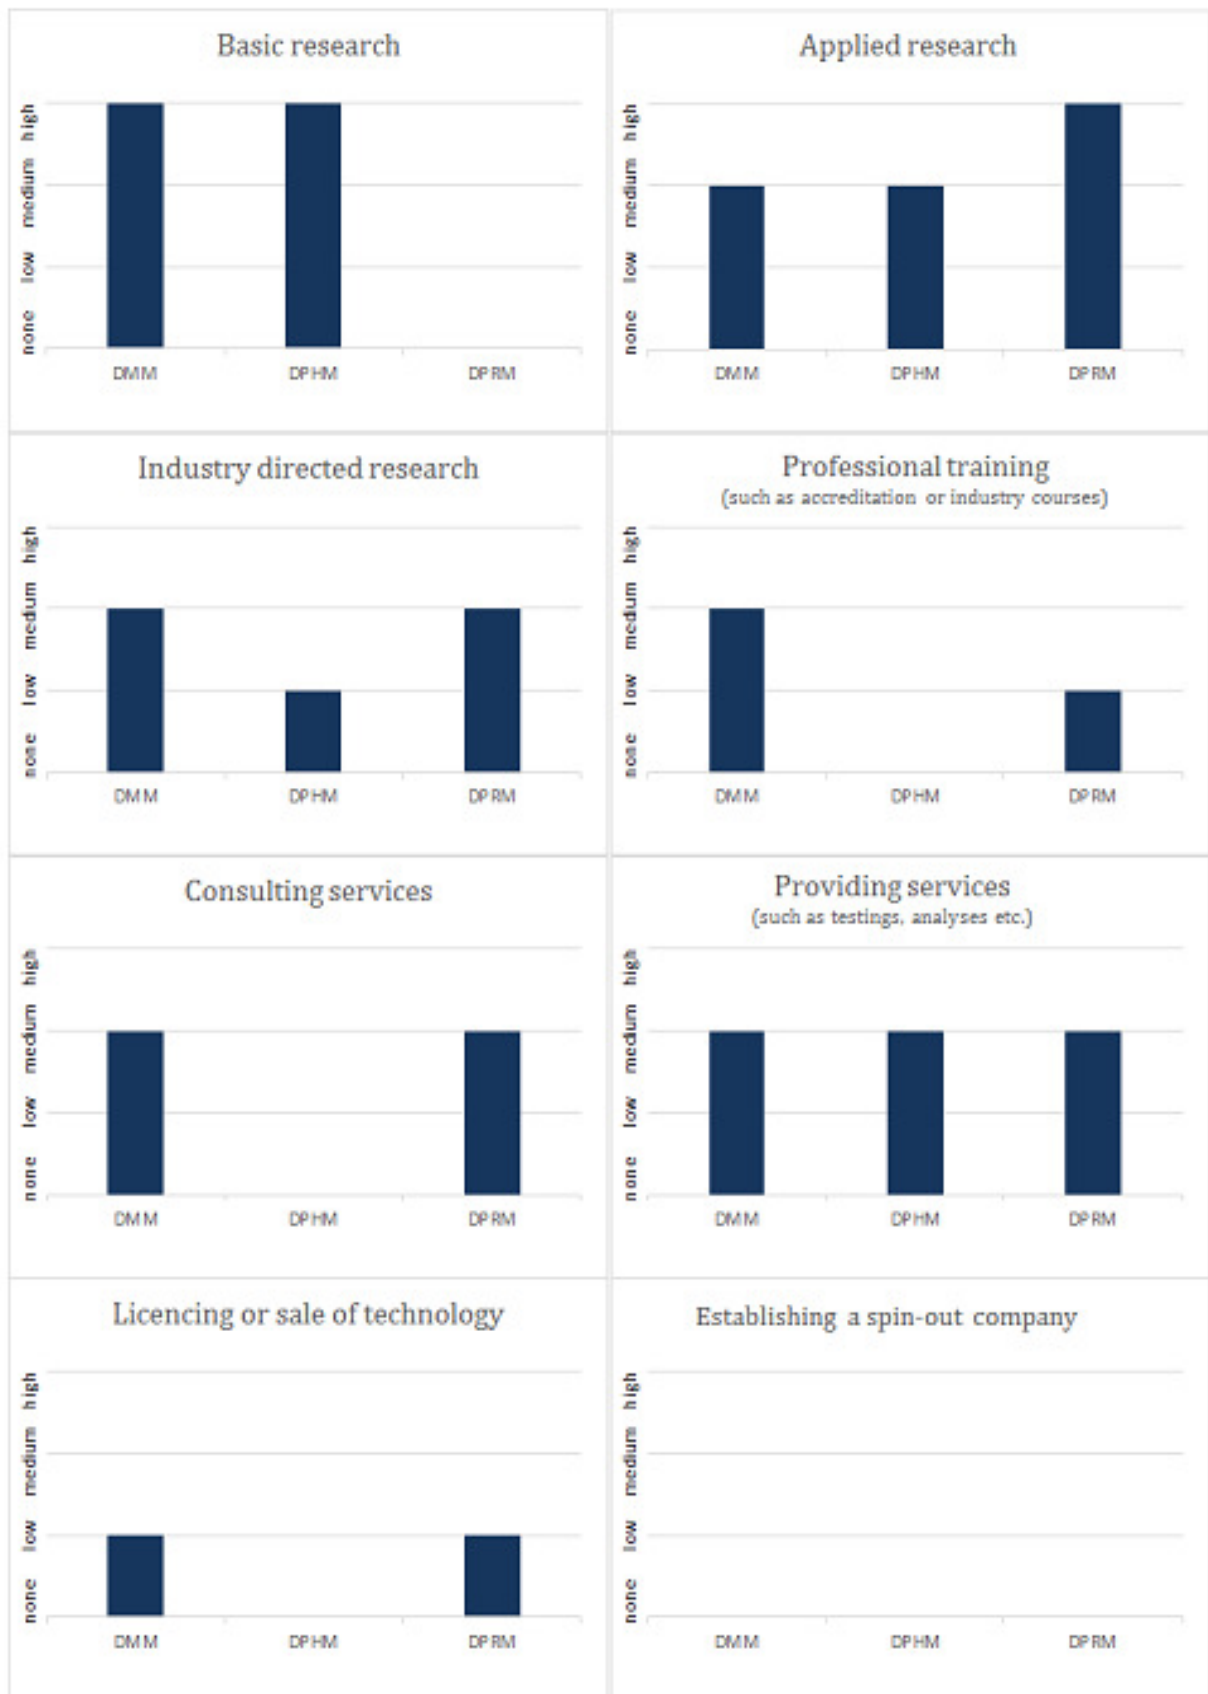 Basic research
high
medium
low
none
DMM
DPHM
DPRM
Applied research
high
medium
low
none
DMM
DPHM
DPRM
Industry directed research
high
medium
low
none
DMM
DPHM
DPRM
Professional training
(such as accreditation or industry courses)
high
medium
low
none
DMM
DPHM
DPRM
Consulting services
high
medium
low
none
DMM
DPHM
DPRM
Providing services
(such as testings, analyses etc.)
high
medium
low
none
DMM
DPHM
DPRM
Licencing or sale of technology
high
medium
low
none
DMM
DPHM
DPRM
Establishing a spin-out company
high
medium
low
none
DMM
DPHM
DPRM